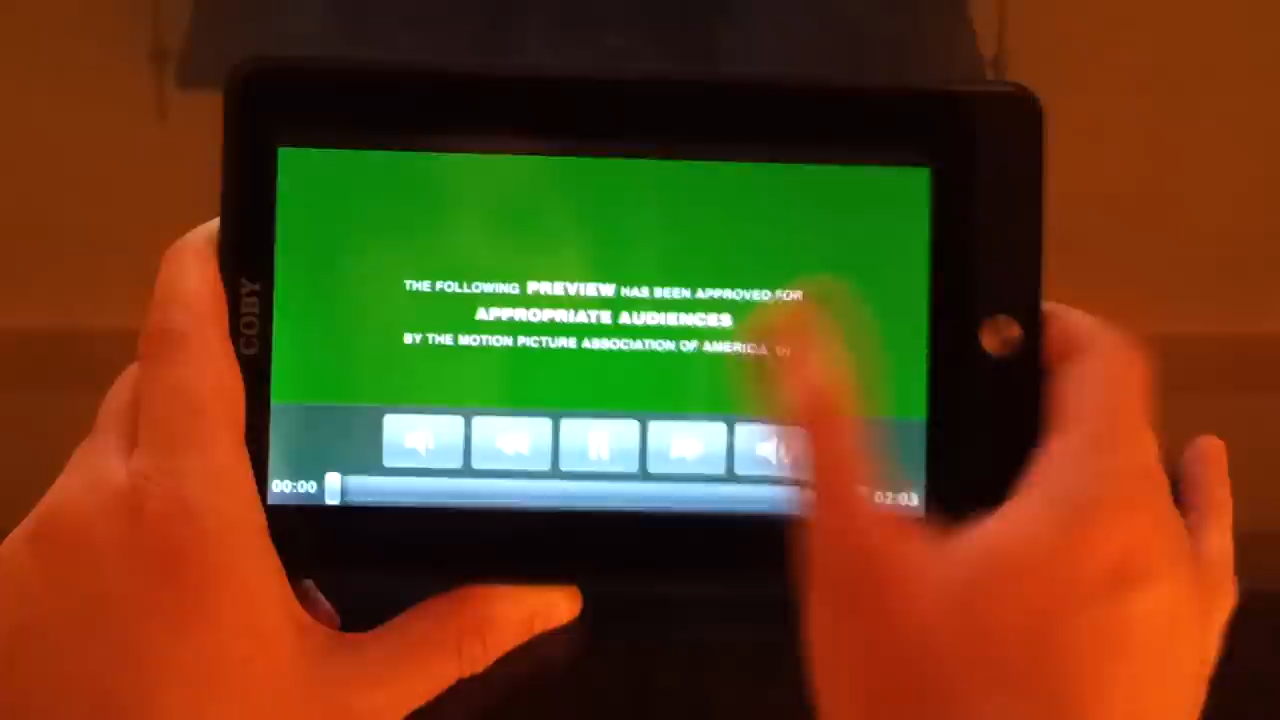 COBY
THE FOLLOWING PREVIEW HAS BEEN APPROVED FOR
APPROPRIATE AUDIENCES
BY THE MOTION PICTURE ASSOCIATION OF AMERICA,
00:00
02:03